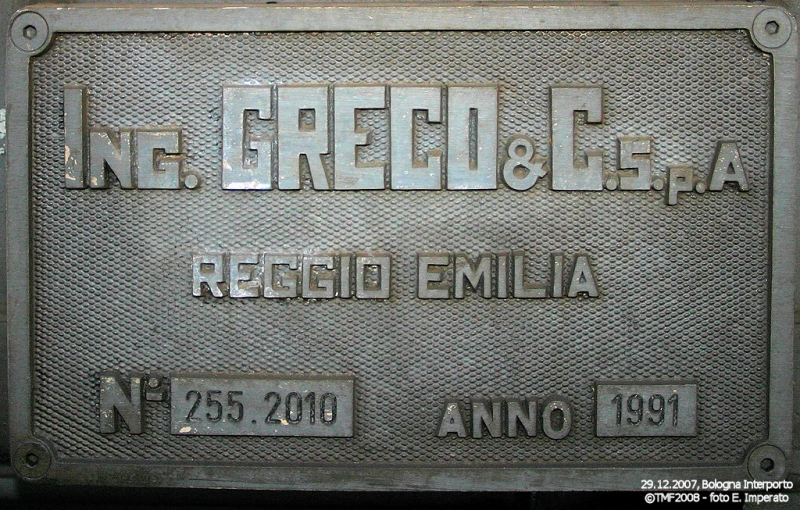 Ing. GRECO & C. s.p.A
REGGIO EMILIA
N° 255.2010 ANNO 1991
29.12.2007, Bologna Interporto
©TMF2008 - foto E. Imperato